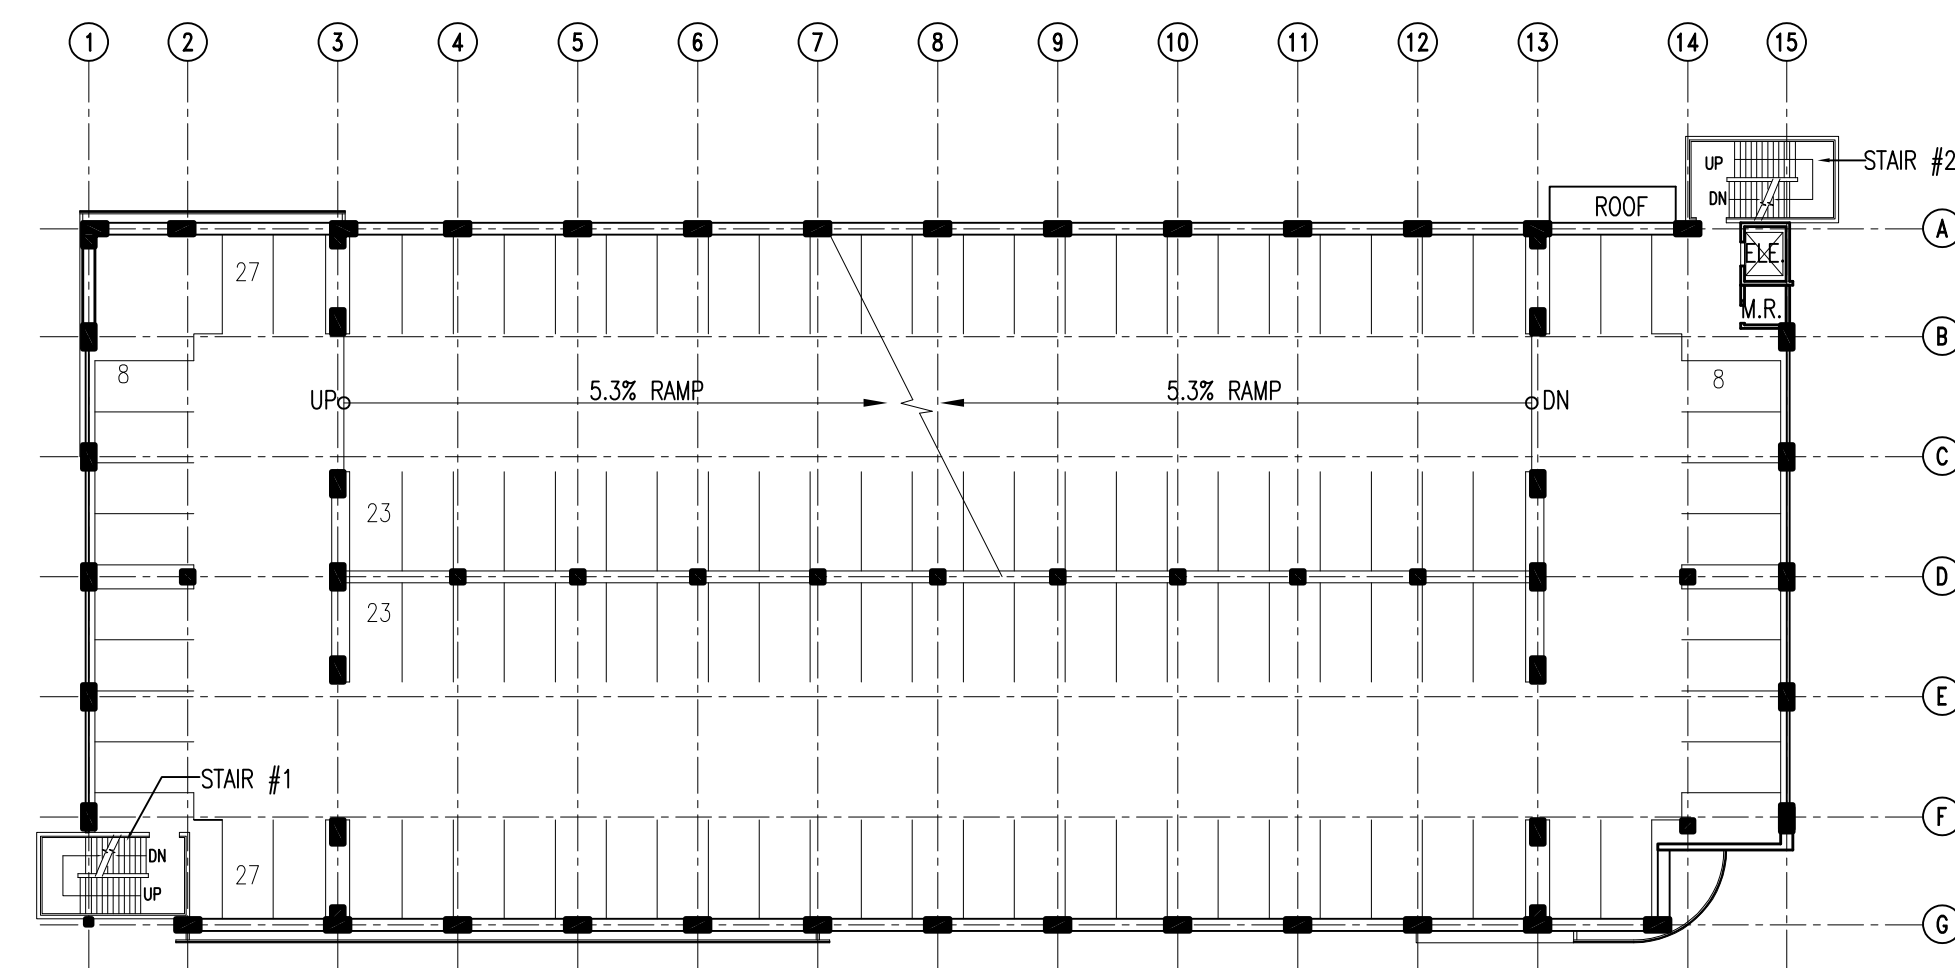 1 2 3 4 5 6 7 8 9 10 11 12 13 14 15
UP
STAIR #2
DN
ROOF
A
ELE.
27
M.R.
B
8
8
5.3% RAMP
5.3% RAMP
UP
DN
C
23
D
23
E
STAIR #1
F
DN
27
UP
G